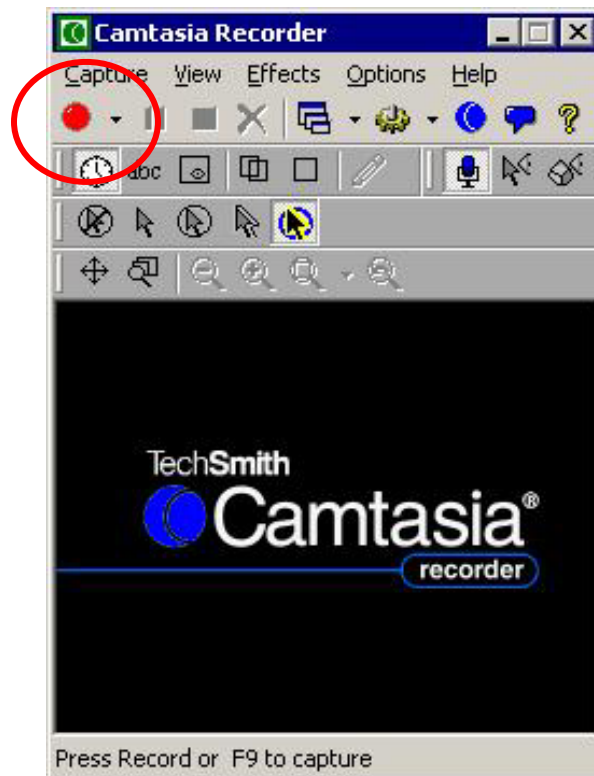 Camtasia Recorder
Capture View Effects Options Help
abc
TechSmith
Camtasia®
recorder
Press Record or F9 to capture